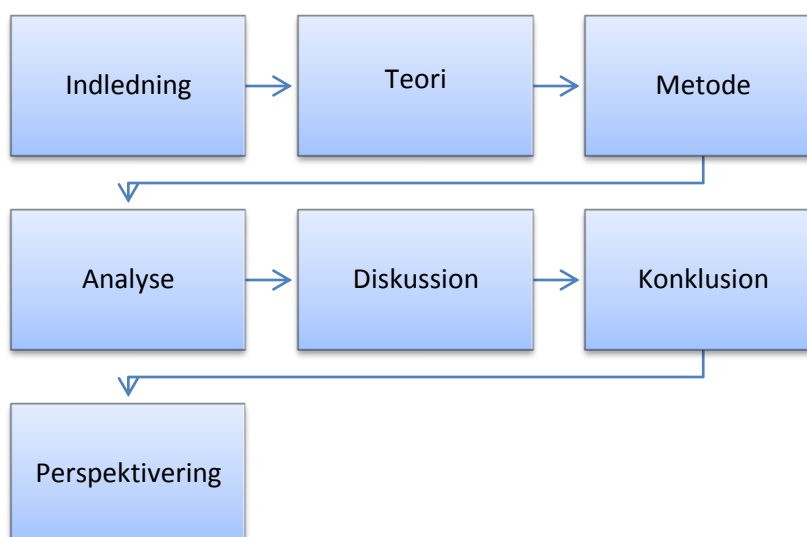 Indledning
Teori
Metode
Analyse
Diskussion
Konklusion
Perspektivering